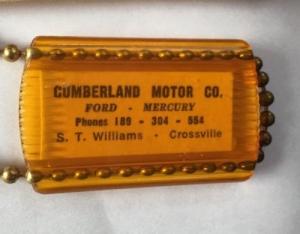 CUMBERLAND MOTOR CO.
FORD - MERCURY
Phones 189 - 304 - 554
S. T. Williams - Crossville